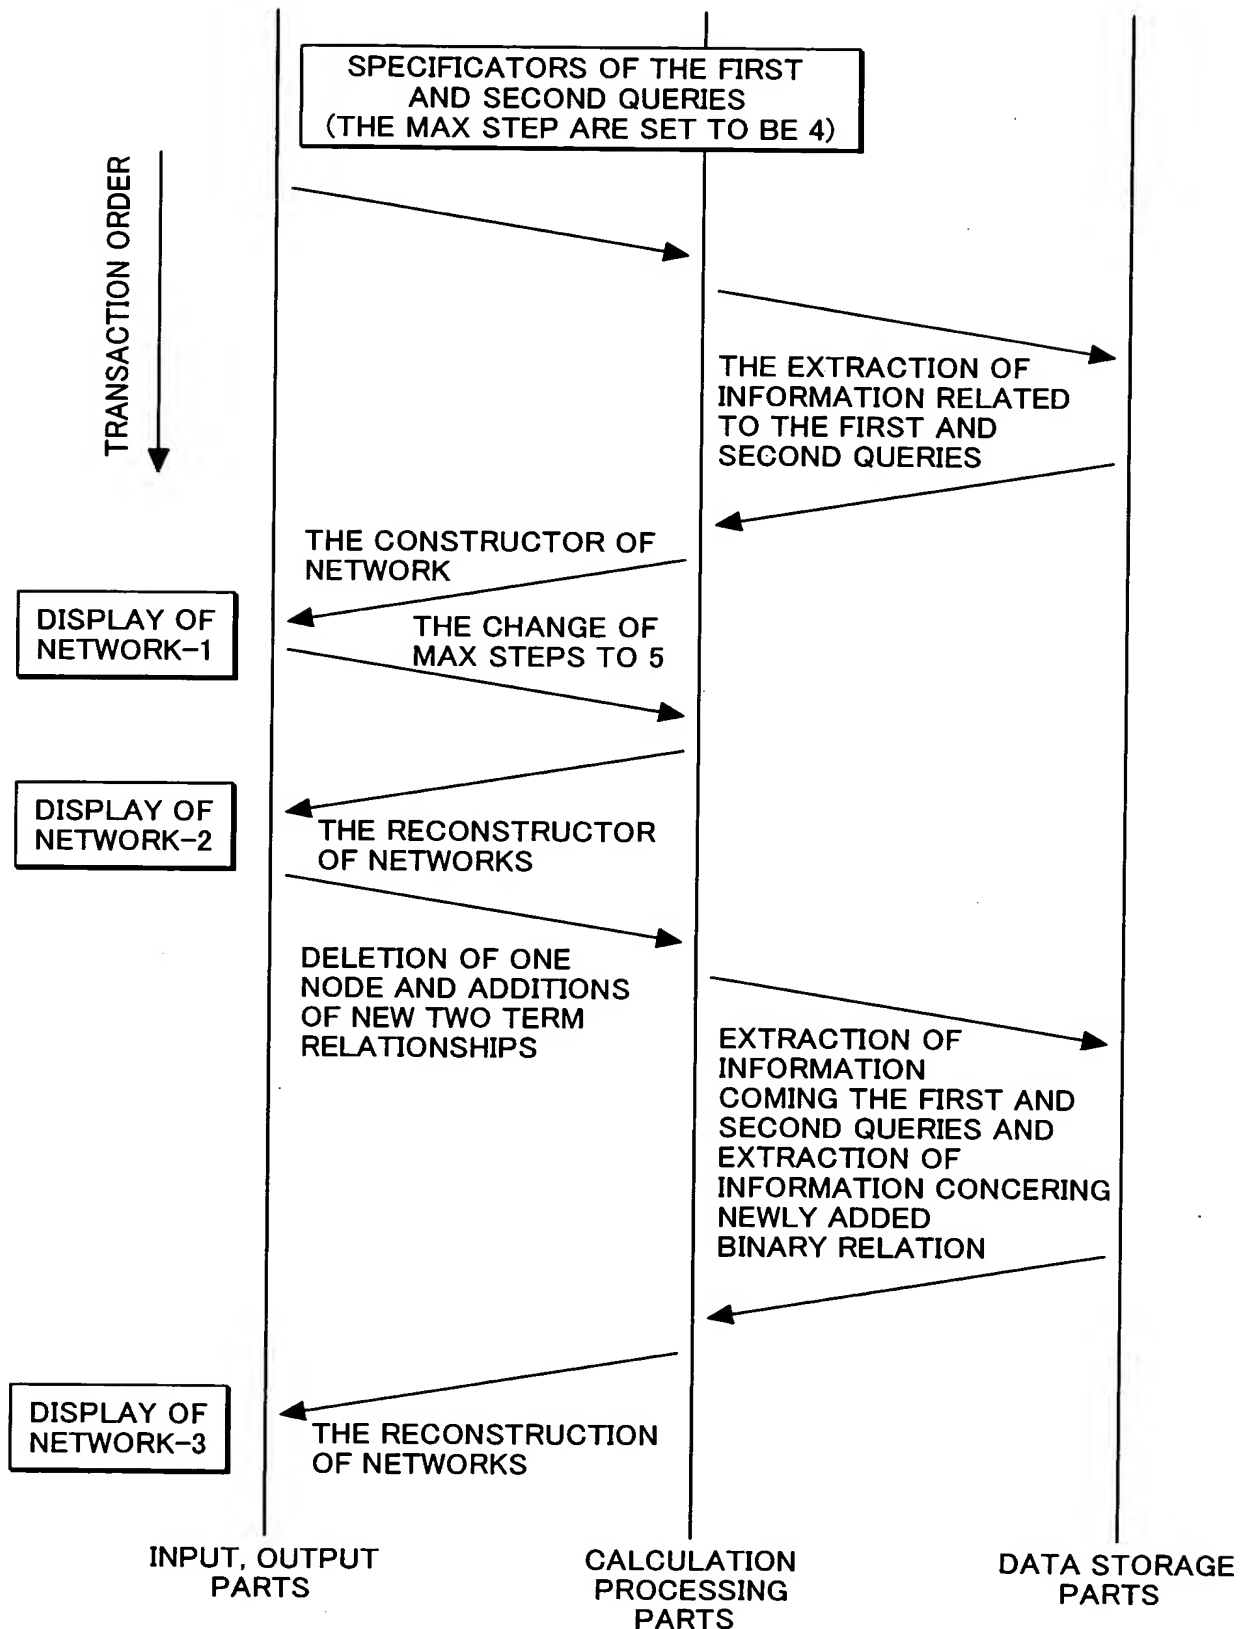 SPECIFICATORS OF THE FIRST
AND SECOND QUERIES
(THE MAX STEP ARE SET TO BE 4)
TRANSACTION ORDER
THE EXTRACTION OF
INFORMATION RELATED
TO THE FIRST AND
SECOND QUERIES
THE CONSTRUCTOR OF
NETWORK
DISPLAY OF
NETWORK-1
THE CHANGE OF
MAX STEPS TO 5
DISPLAY OF
NETWORK-2
THE RECONSTRUCTOR
OF NETWORKS
DELETION OF ONE
NODE AND ADDITIONS
OF NEW TWO TERM
RELATIONSHIPS
EXTRACTION OF
INFORMATION
COMING THE FIRST AND
SECOND QUERIES AND
EXTRACTION OF
INFORMATION CONCERING
NEWLY ADDED
BINARY RELATION
DISPLAY OF
NETWORK-3
THE RECONSTRUCTION
OF NETWORKS
INPUT, OUTPUT
PARTS
CALCULATION
PROCESSING
PARTS
DATA STORAGE
PARTS